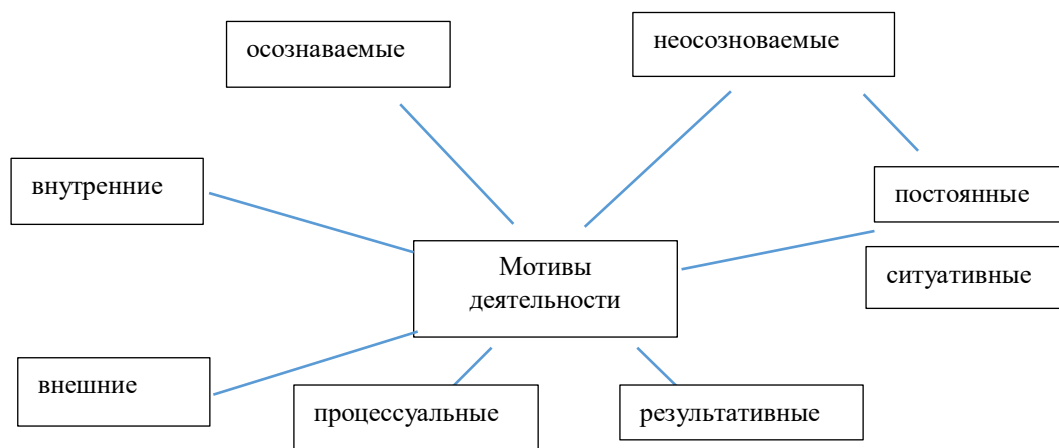 осознаваемые
неосозноваемые
внутренние
постоянные
Мотивы
деятельности
ситуативные
внешние
процессуальные
результативные